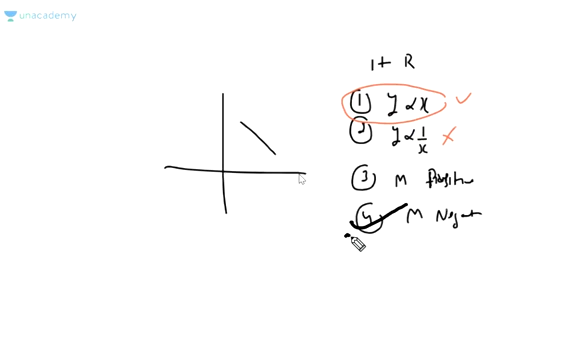 unacademy
1+ R
① y ∝ x ✓
② y ∝ 1/x ✗
③ M Positive
④ M Negat